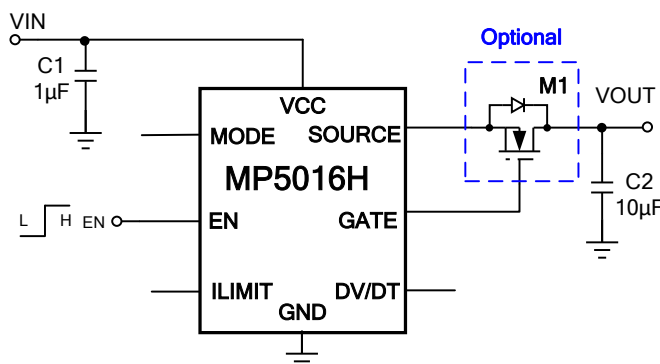 VIN
Optional
C1
1μF
M1
VOUT
VCC
MODE
SOURCE
MP5016H
C2
10μF
L
H
EN
EN
GATE
ILIMIT
DV/DT
GND